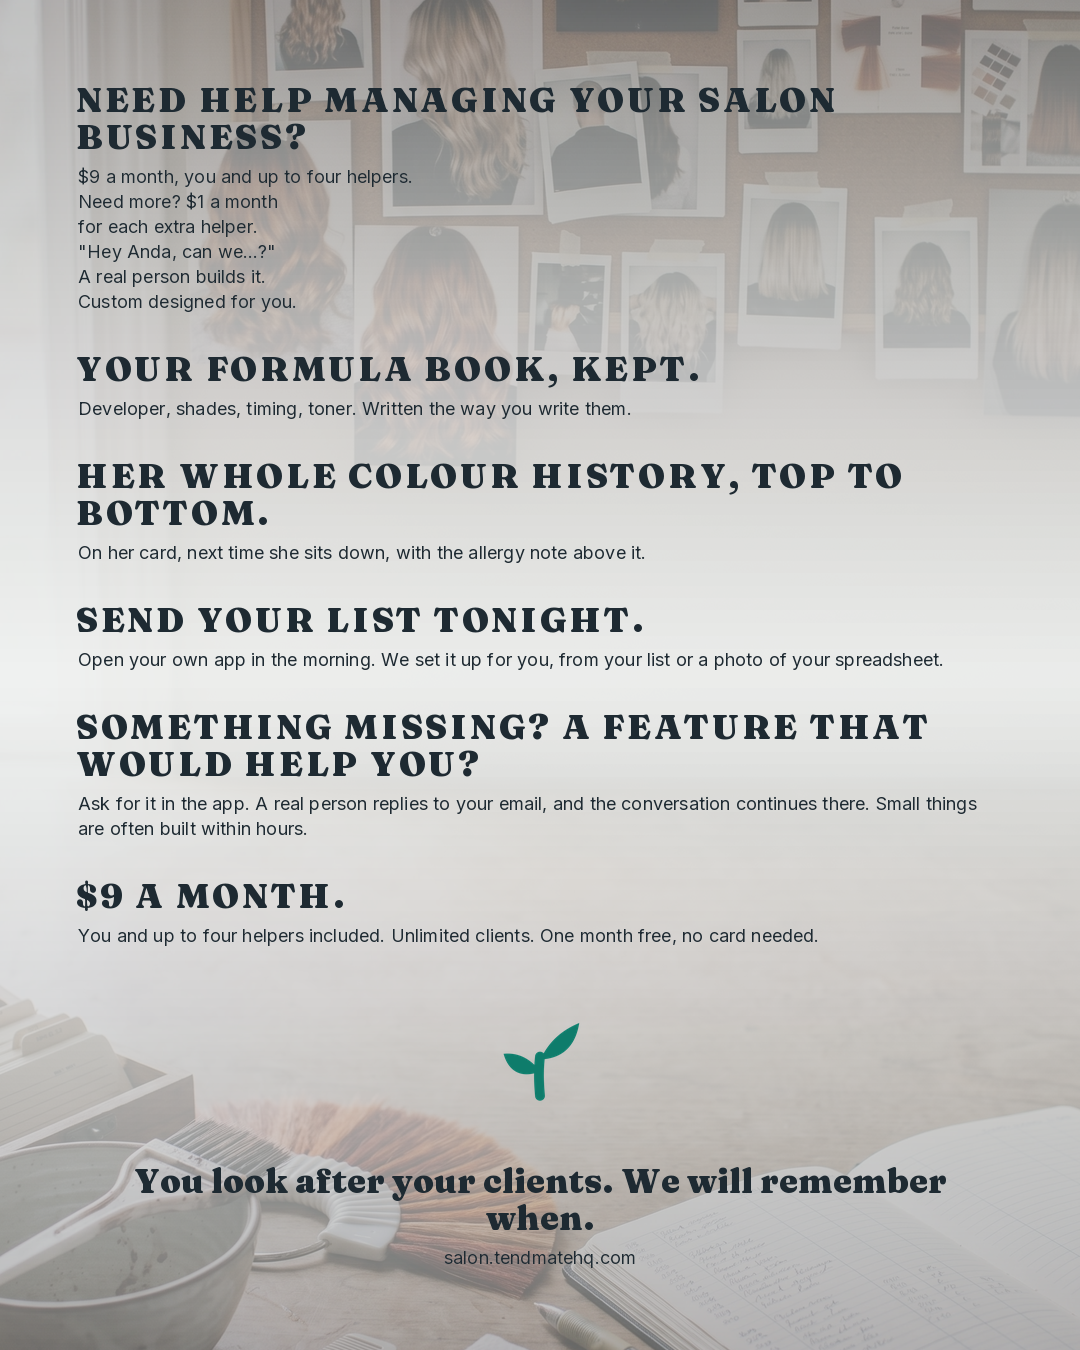 NEED HELP MANAGING YOUR SALON
BUSINESS?
$9 a month, you and up to four helpers.
Need more? $1 a month
for each extra helper.
"Hey Anda, can we...?"
A real person builds it.
Custom designed for you.
YOUR FORMULA BOOK, KEPT.
Developer, shades, timing, toner. Written the way you write them.
HER WHOLE COLOUR HISTORY, TOP TO
BOTTOM.
On her card, next time she sits down, with the allergy note above it.
SEND YOUR LIST TONIGHT.
Open your own app in the morning. We set it up for you, from your list or a photo of your spreadsheet.
SOMETHING MISSING? A FEATURE THAT
WOULD HELP YOU?
Ask for it in the app. A real person replies to your email, and the conversation continues there. Small things
are often built within hours.
$9 A MONTH.
You and up to four helpers included. Unlimited clients. One month free, no card needed.
You look after your clients. We will remember
when.
salon.tendmatehq.com